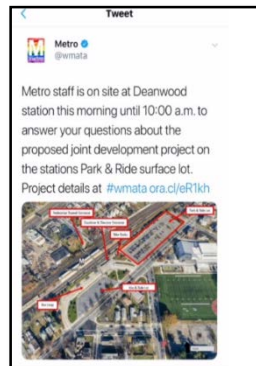 Tweet
Metro
@wmata
Metro staff is on site at Deanwood
station this morning until 10:00 a.m. to
answer your questions about the
proposed joint development project on
the stations Park & Ride surface lot.
Project details at #wmata ora.cl/eR1kh